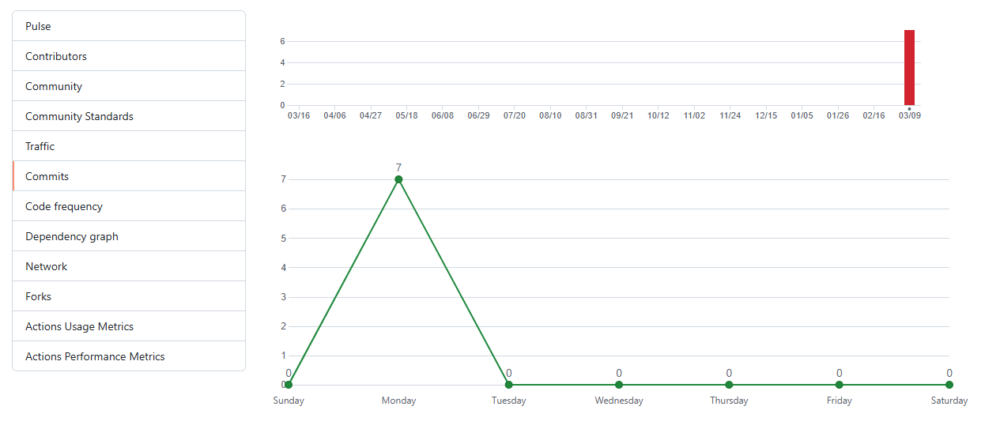 Pulse
Contributors
Community
Community Standards
Traffic
Commits
Code frequency
Dependency graph
Network
Forks
Actions Usage Metrics
Actions Performance Metrics
6
4
2
0
03/16 04/06 04/27 05/18 06/08 06/29 07/20 08/10 08/31 09/21 10/12 11/02 11/24 12/15 01/05 01/26 02/16 03/09
7
7
6
5
4
3
2
1
0 0 0 0 0 0
0
Sunday Monday Tuesday Wednesday Thursday Friday Saturday